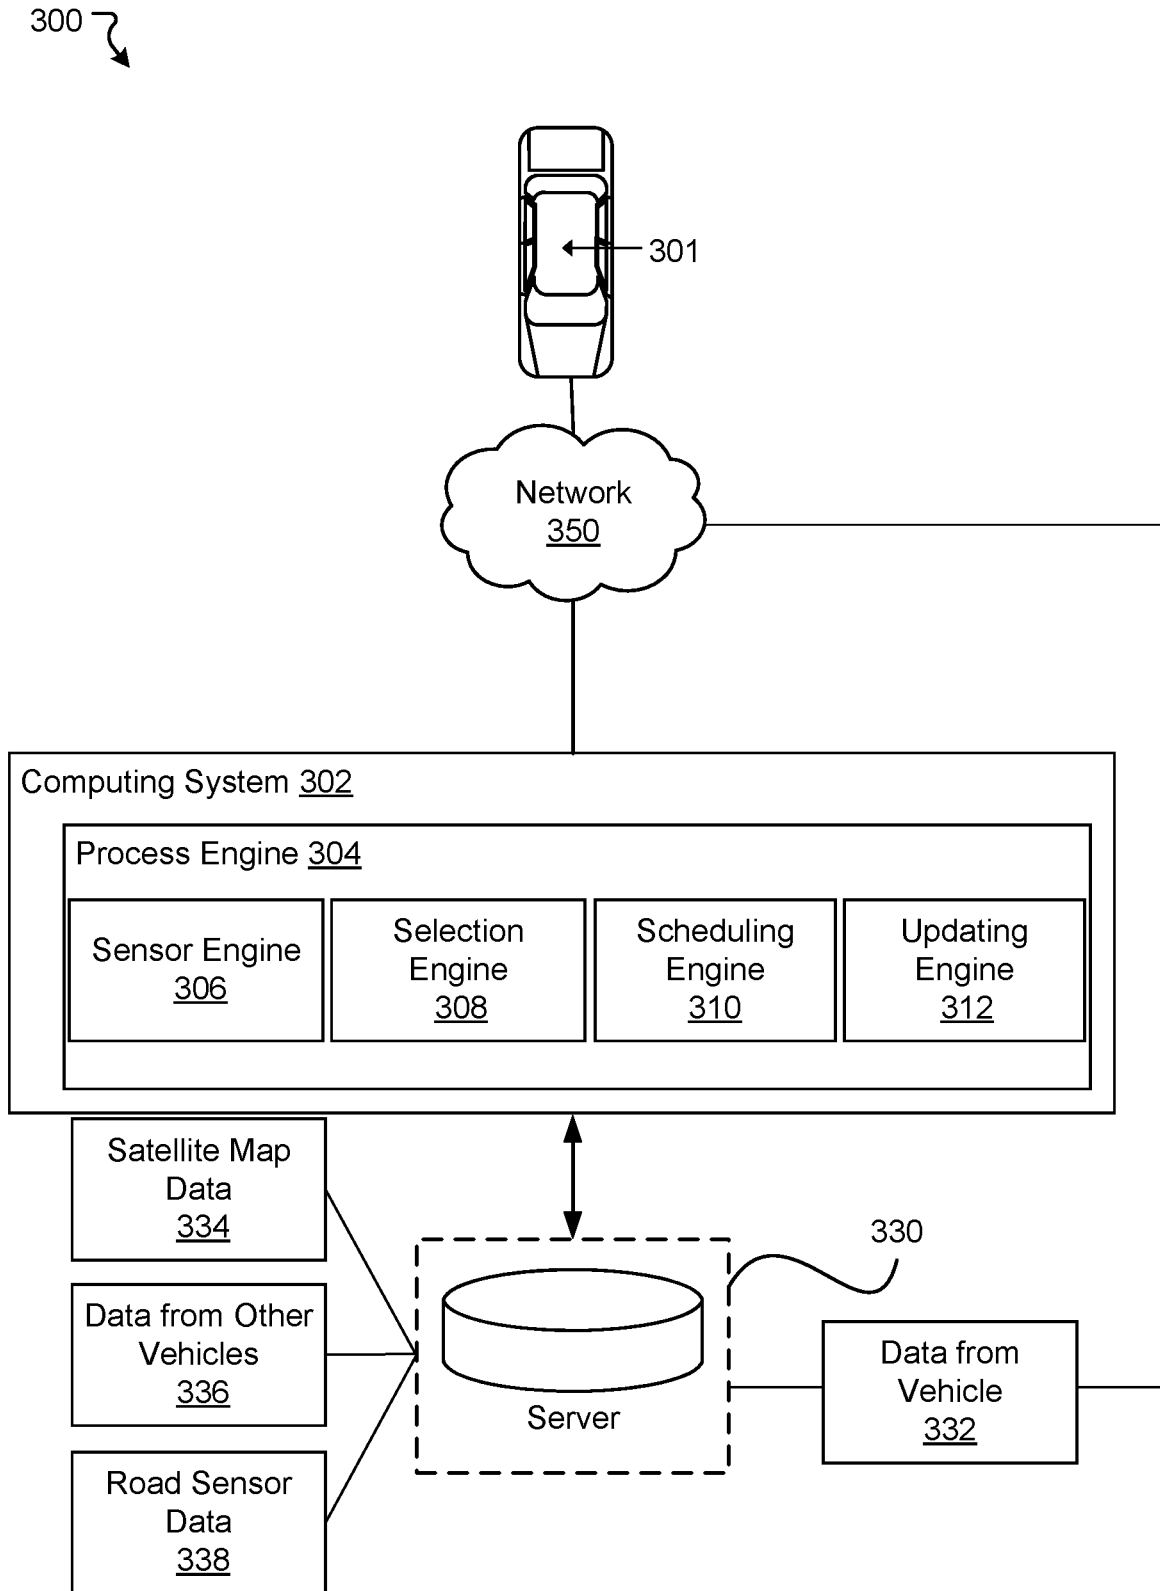 300
301
Network
350
Computing System 302
Process Engine 304
Sensor Engine
306
Selection
Engine
308
Scheduling
Engine
310
Updating
Engine
312
Satellite Map
Data
334
Data from Other
Vehicles
336
Road Sensor
Data
338
Server
330
Data from
Vehicle
332